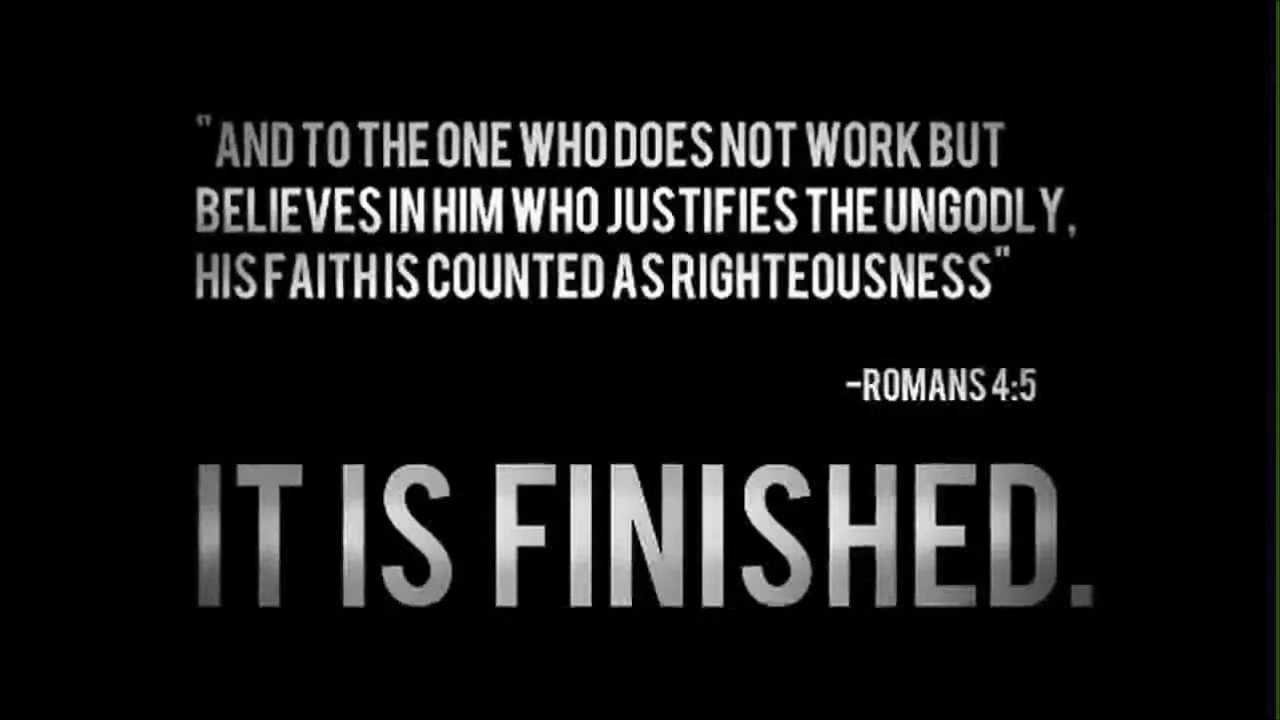 "AND TO THE ONE WHO DOES NOT WORK BUT
BELIEVES IN HIM WHO JUSTIFIES THE UNGODLY,
HIS FAITH IS COUNTED AS RIGHTEOUSNESS"
-ROMANS 4:5
IT IS FINISHED.